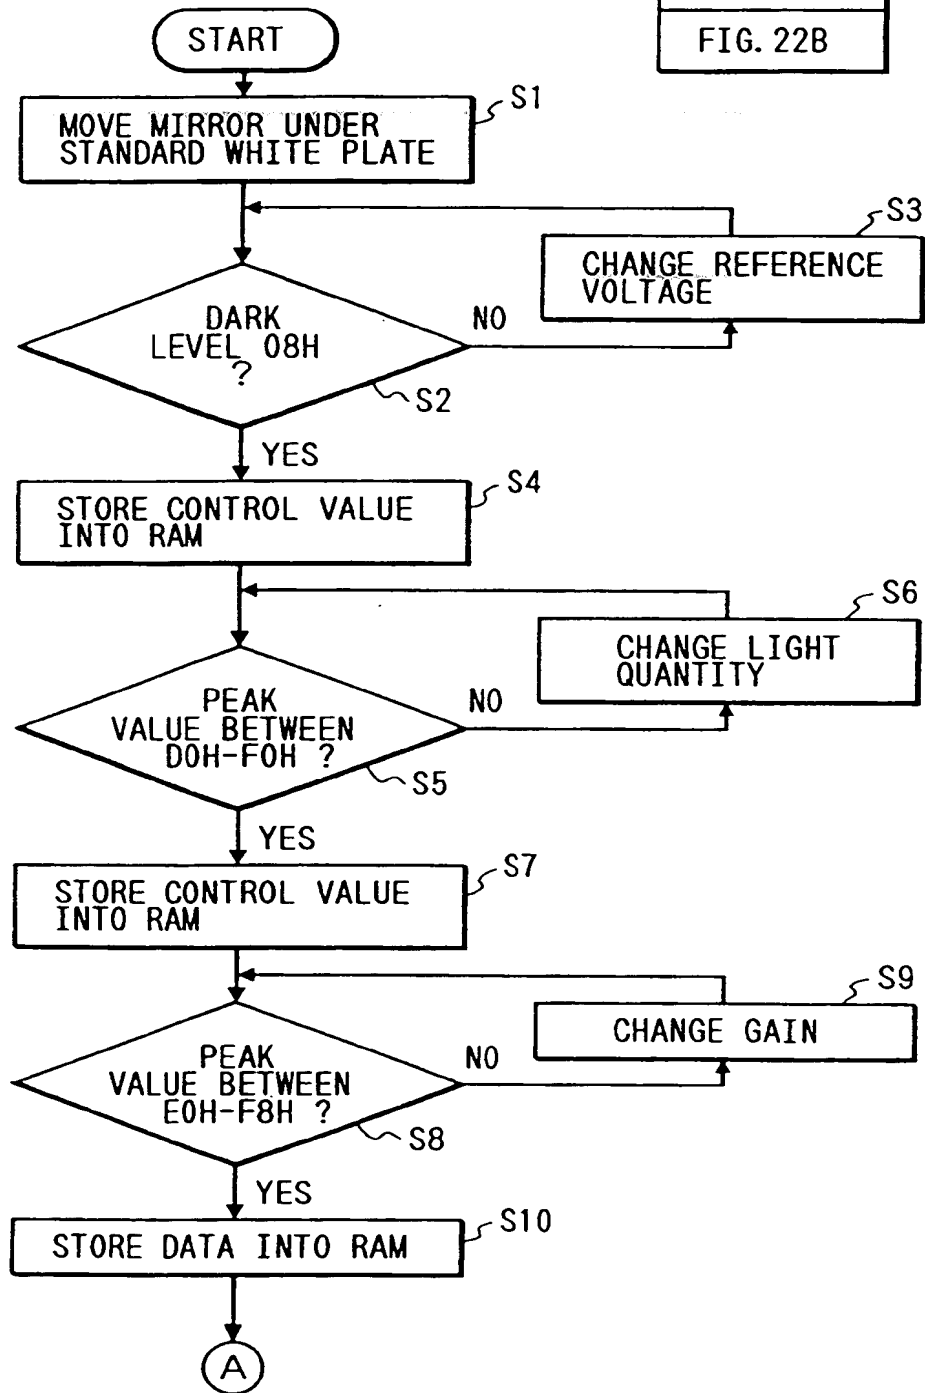 FIG. 22B
START
S1
MOVE MIRROR UNDER
STANDARD WHITE PLATE
S3
CHANGE REFERENCE
VOLTAGE
DARK
LEVEL 08H
?
NO
S2
YES
S4
STORE CONTROL VALUE
INTO RAM
S6
CHANGE LIGHT
QUANTITY
PEAK
VALUE BETWEEN
D0H-F0H ?
NO
S5
YES
S7
STORE CONTROL VALUE
INTO RAM
S9
CHANGE GAIN
PEAK
VALUE BETWEEN
E0H-F8H ?
NO
S8
YES
S10
STORE DATA INTO RAM
A